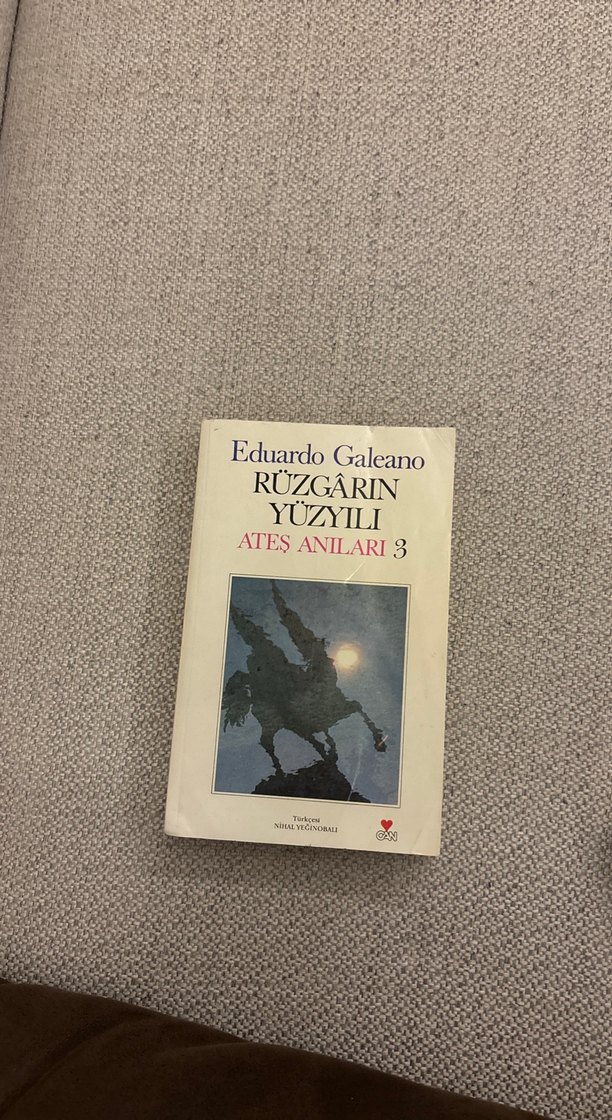 Eduardo Galeano
RÜZGÂRIN
YÜZYILI
ATEŞ ANILARI 3
Türkçesi
NİHAL YEĞİNOBALI
CAN